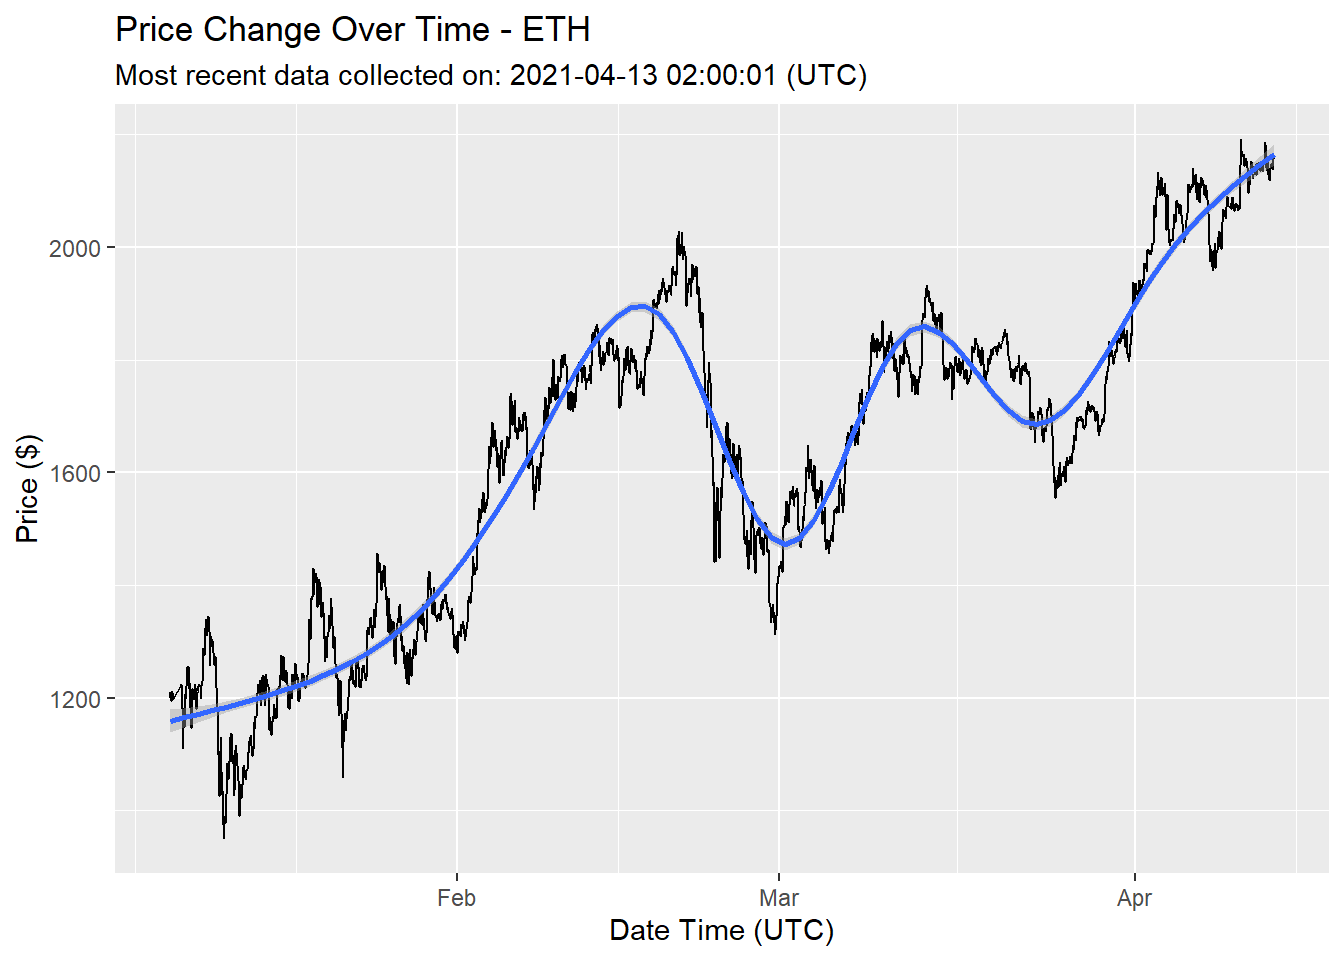 Price Change Over Time - ETH
Most recent data collected on: 2021-04-13 02:00:01 (UTC)
Price ($)
2000
1600
1200
Feb Mar Apr
Date Time (UTC)